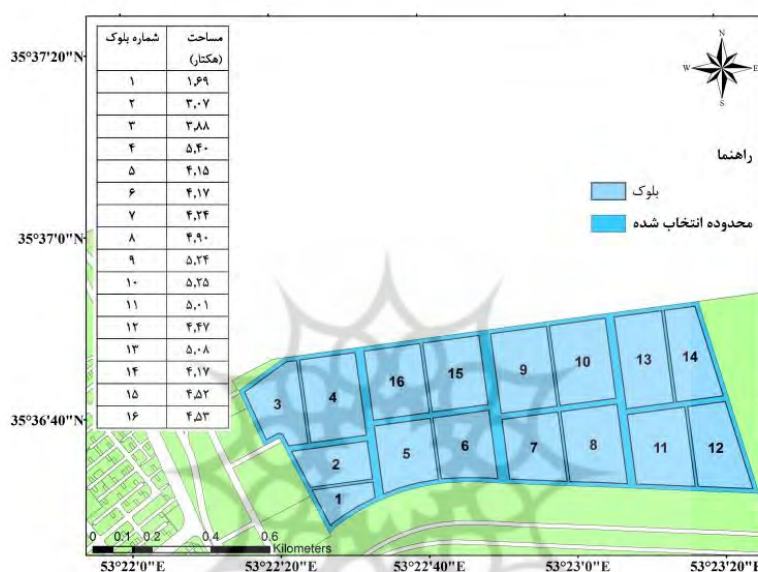 شماره بلوک مساحت (هکتار)
۱ ۱,۶۹
۲ ۳,۰۷
۳ ۳,۸۸
۴ ۵,۴۰
۵ ۴,۱۵
۶ ۴,۱۷
۷ ۴,۲۴
۸ ۴,۹۰
۹ ۵,۲۴
۱۰ ۵,۲۵
۱۱ ۵,۰۱
۱۲ ۴,۴۷
۱۳ ۵,۰۸
۱۴ ۴,۱۷
۱۵ ۴,۵۲
۱۶ ۴,۵۳
N
W E
S
راهنما
بلوک
محدوده انتخاب شده
35°37'20"N
35°37'0"N
35°36'40"N
3 4 16 15 9 10 13 14
2 5 6 7 8 11 12
1
0 0.1 0.2 0.4 0.6
Kilometers
53°22'0"E 53°22'20"E 53°22'40"E 53°23'0"E 53°23'20"E